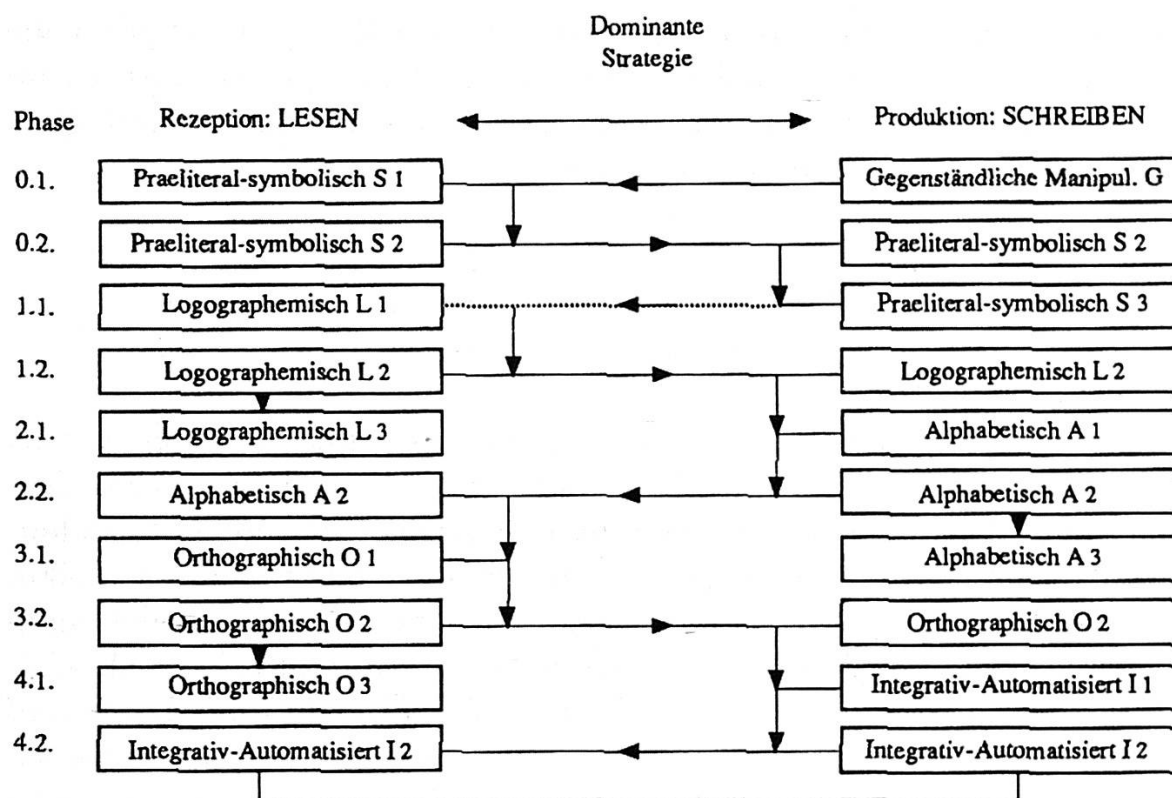 Dominante
Strategie
Phase Rezeption: LESEN Produktion: SCHREIBEN
0.1. Praeliteral-symbolisch S 1 Gegenständliche Manipul. G
0.2. Praeliteral-symbolisch S 2 Praeliteral-symbolisch S 2
1.1. Logographemisch L 1 Praeliteral-symbolisch S 3
1.2. Logographemisch L 2 Logographemisch L 2
2.1. Logographemisch L 3 Alphabetisch A 1
2.2. Alphabetisch A 2 Alphabetisch A 2
3.1. Orthographisch O 1 Alphabetisch A 3
3.2. Orthographisch O 2 Orthographisch O 2
4.1. Orthographisch O 3 Integrativ-Automatisiert I 1
4.2. Integrativ-Automatisiert I 2 Integrativ-Automatisiert I 2